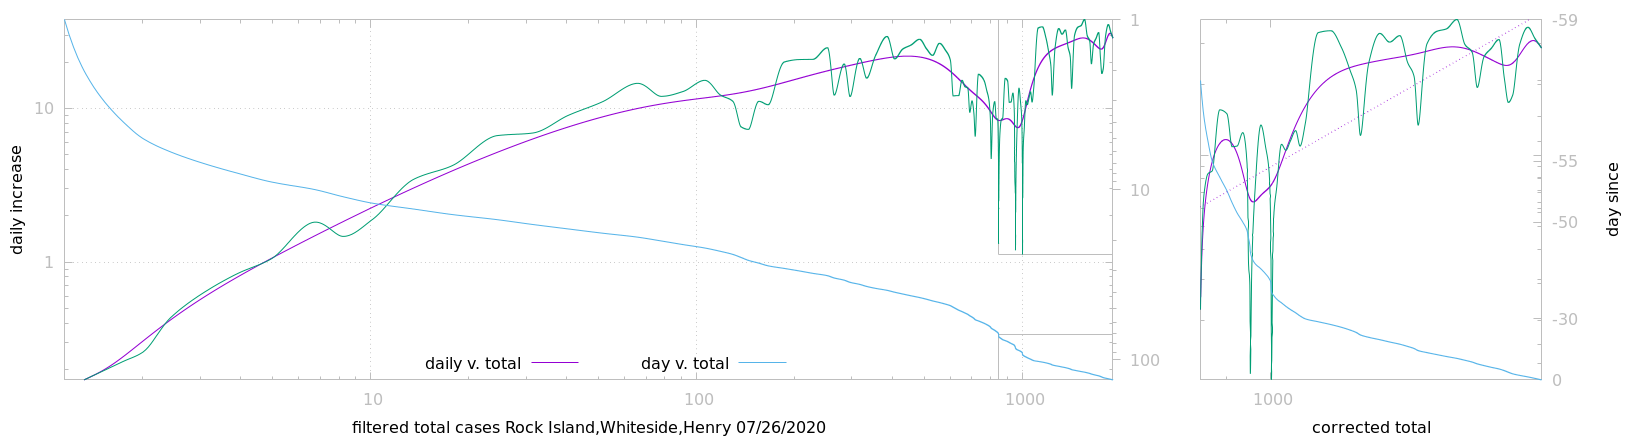 daily increase
10
1
daily v. total
day v. total
10
100
1000
1
10
100
filtered total cases Rock Island,Whiteside,Henry 07/26/2020
-59
-55
-50
-30
0
day since
1000
corrected total